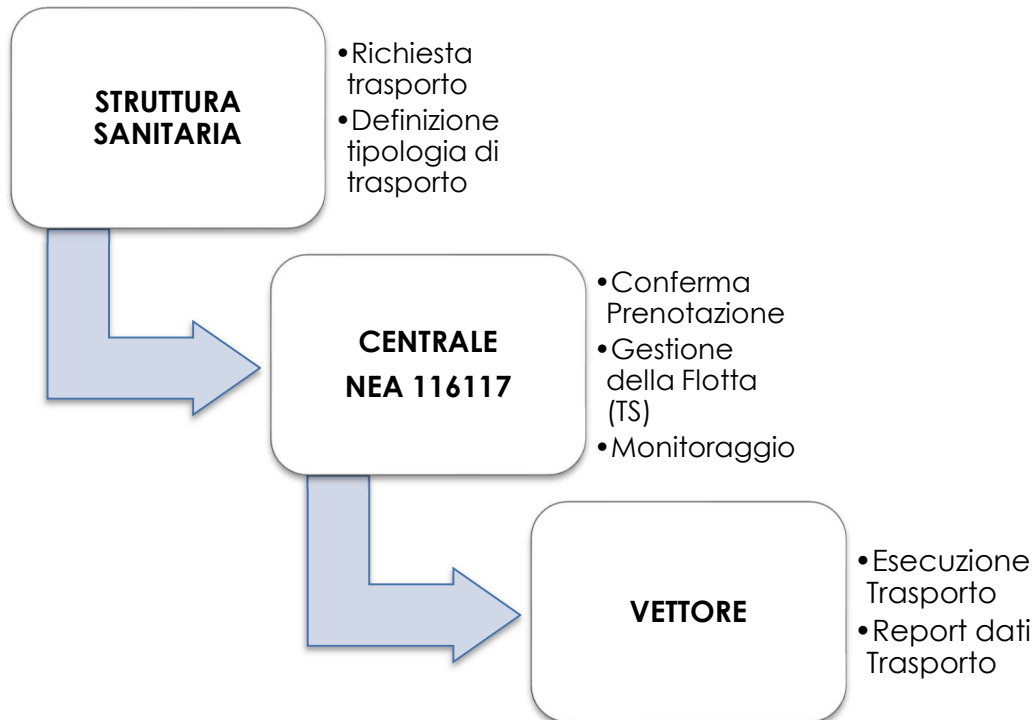 STRUTTURA
SANITARIA
•Richiesta
trasporto
•Definizione
tipologia di
trasporto
CENTRALE
NEA 116117
•Conferma
Prenotazione
•Gestione
della Flotta
(TS)
•Monitoraggio
VETTORE
•Esecuzione
Trasporto
•Report dati
Trasporto